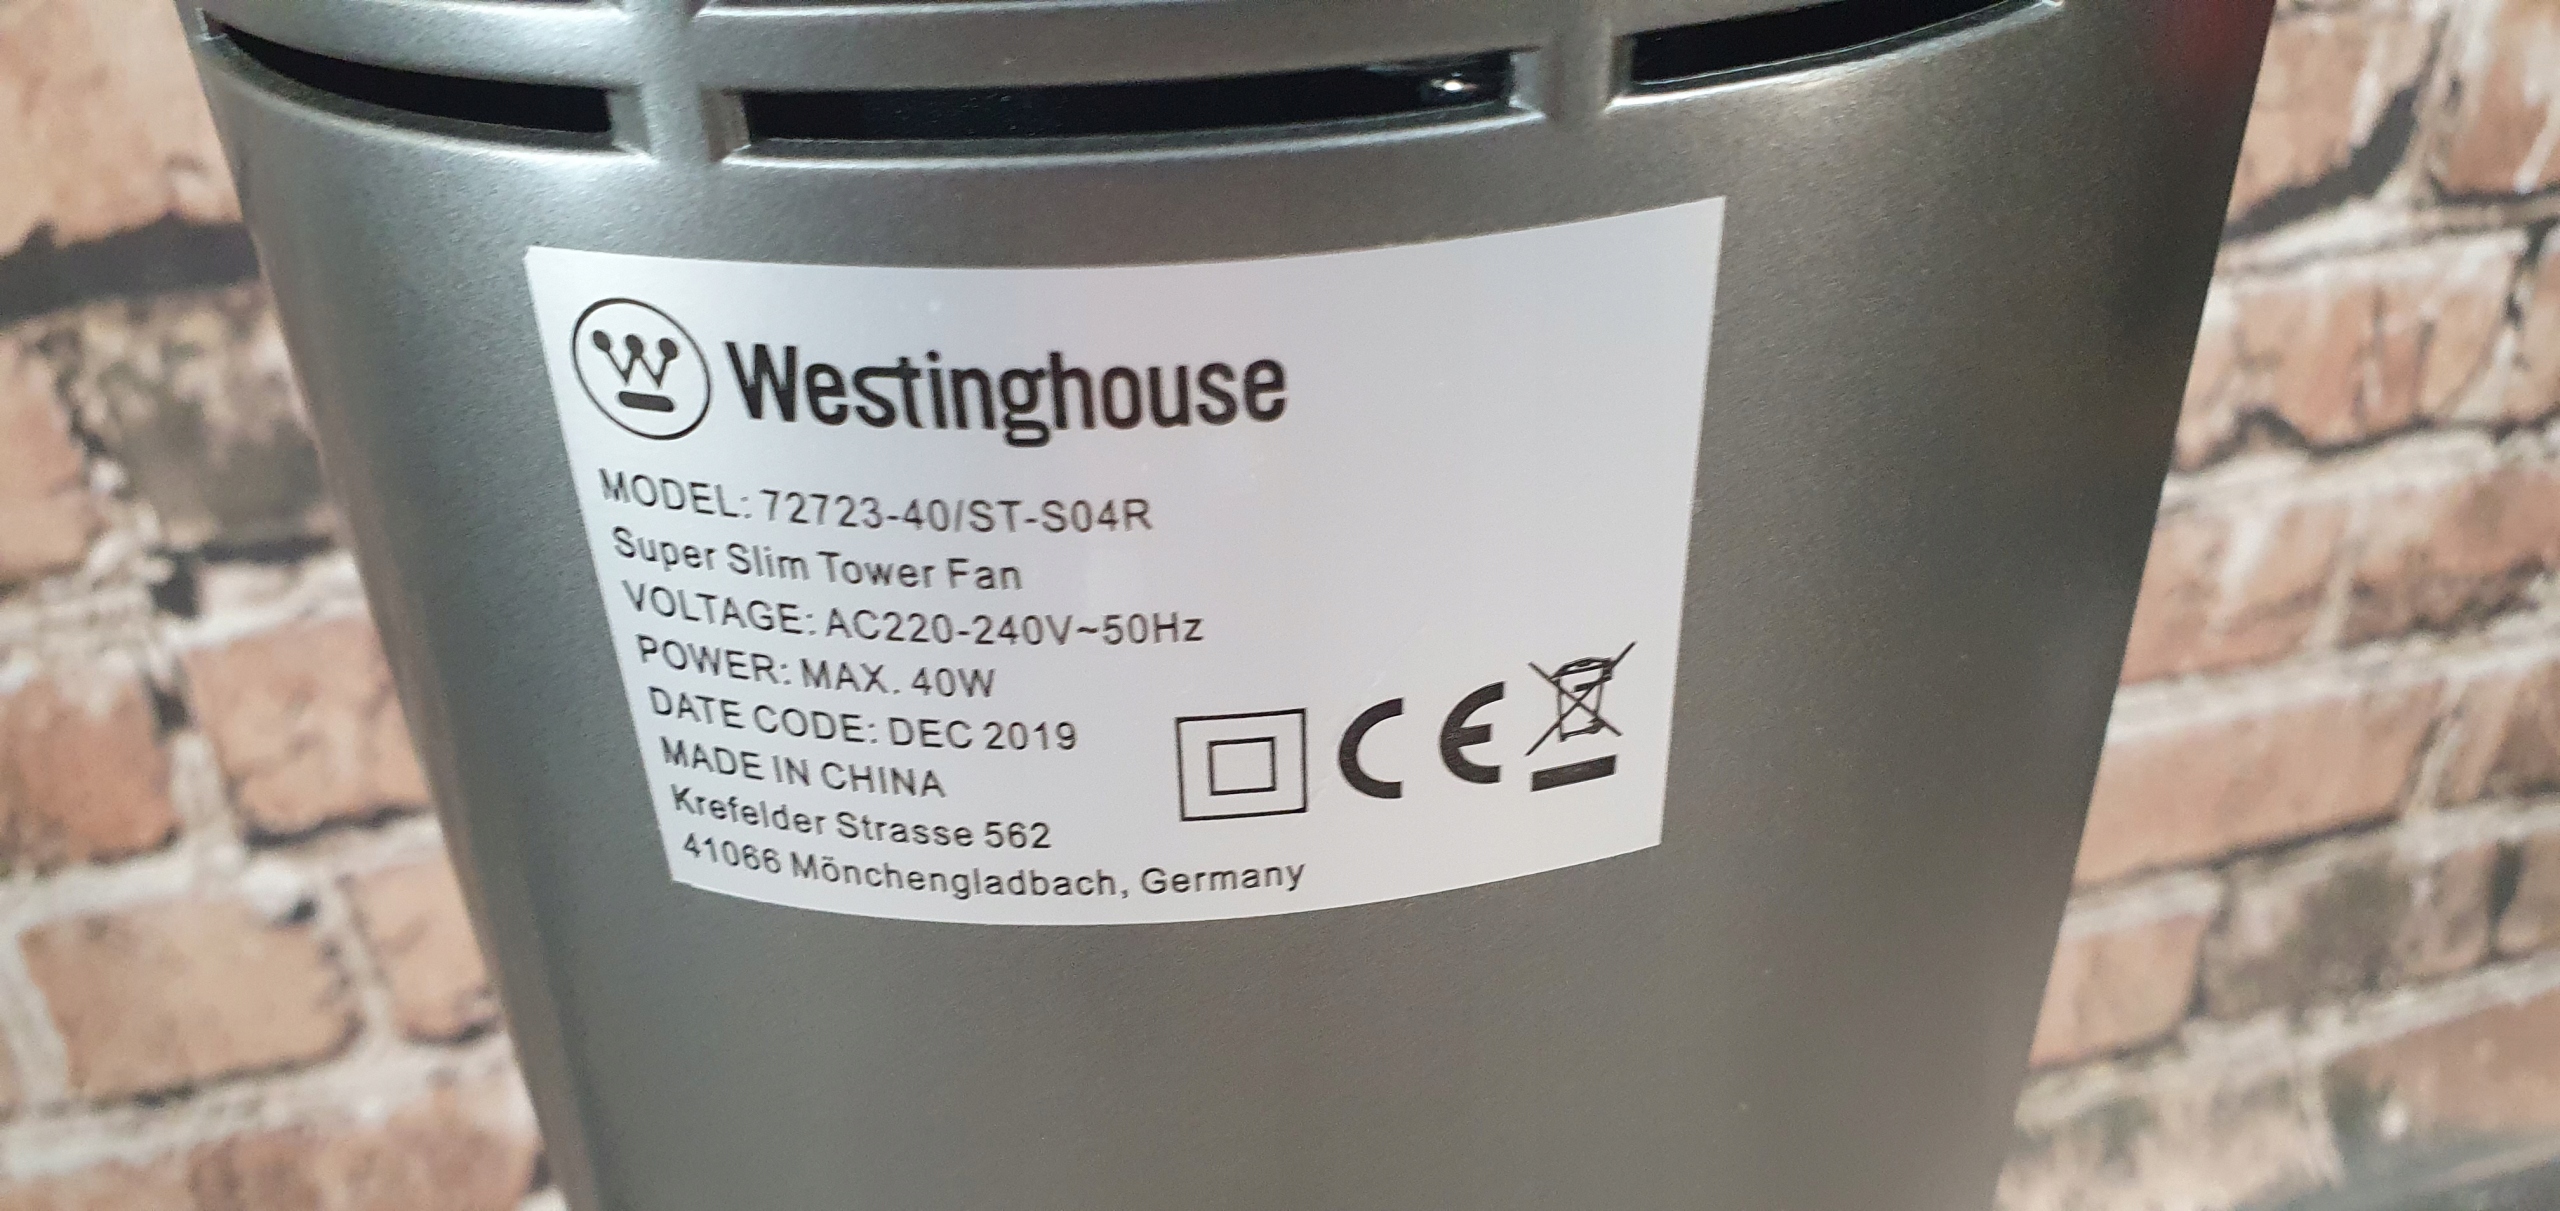 Westinghouse
MODEL: 72723-40/ST-S04R
Super Slim Tower Fan
VOLTAGE: AC220-240V~50Hz
POWER: MAX. 40W
DATE CODE: DEC 2019
MADE IN CHINA
Krefelder Strasse 562
41066 Mönchengladbach, Germany
CE